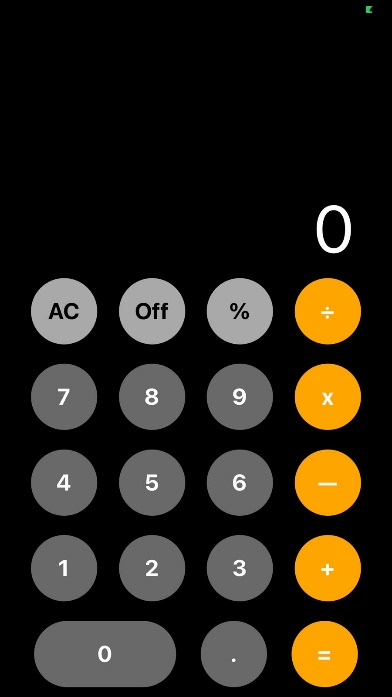 0
AC Off % ÷
7 8 9 x
4 5 6 —
1 2 3 +
0 . =